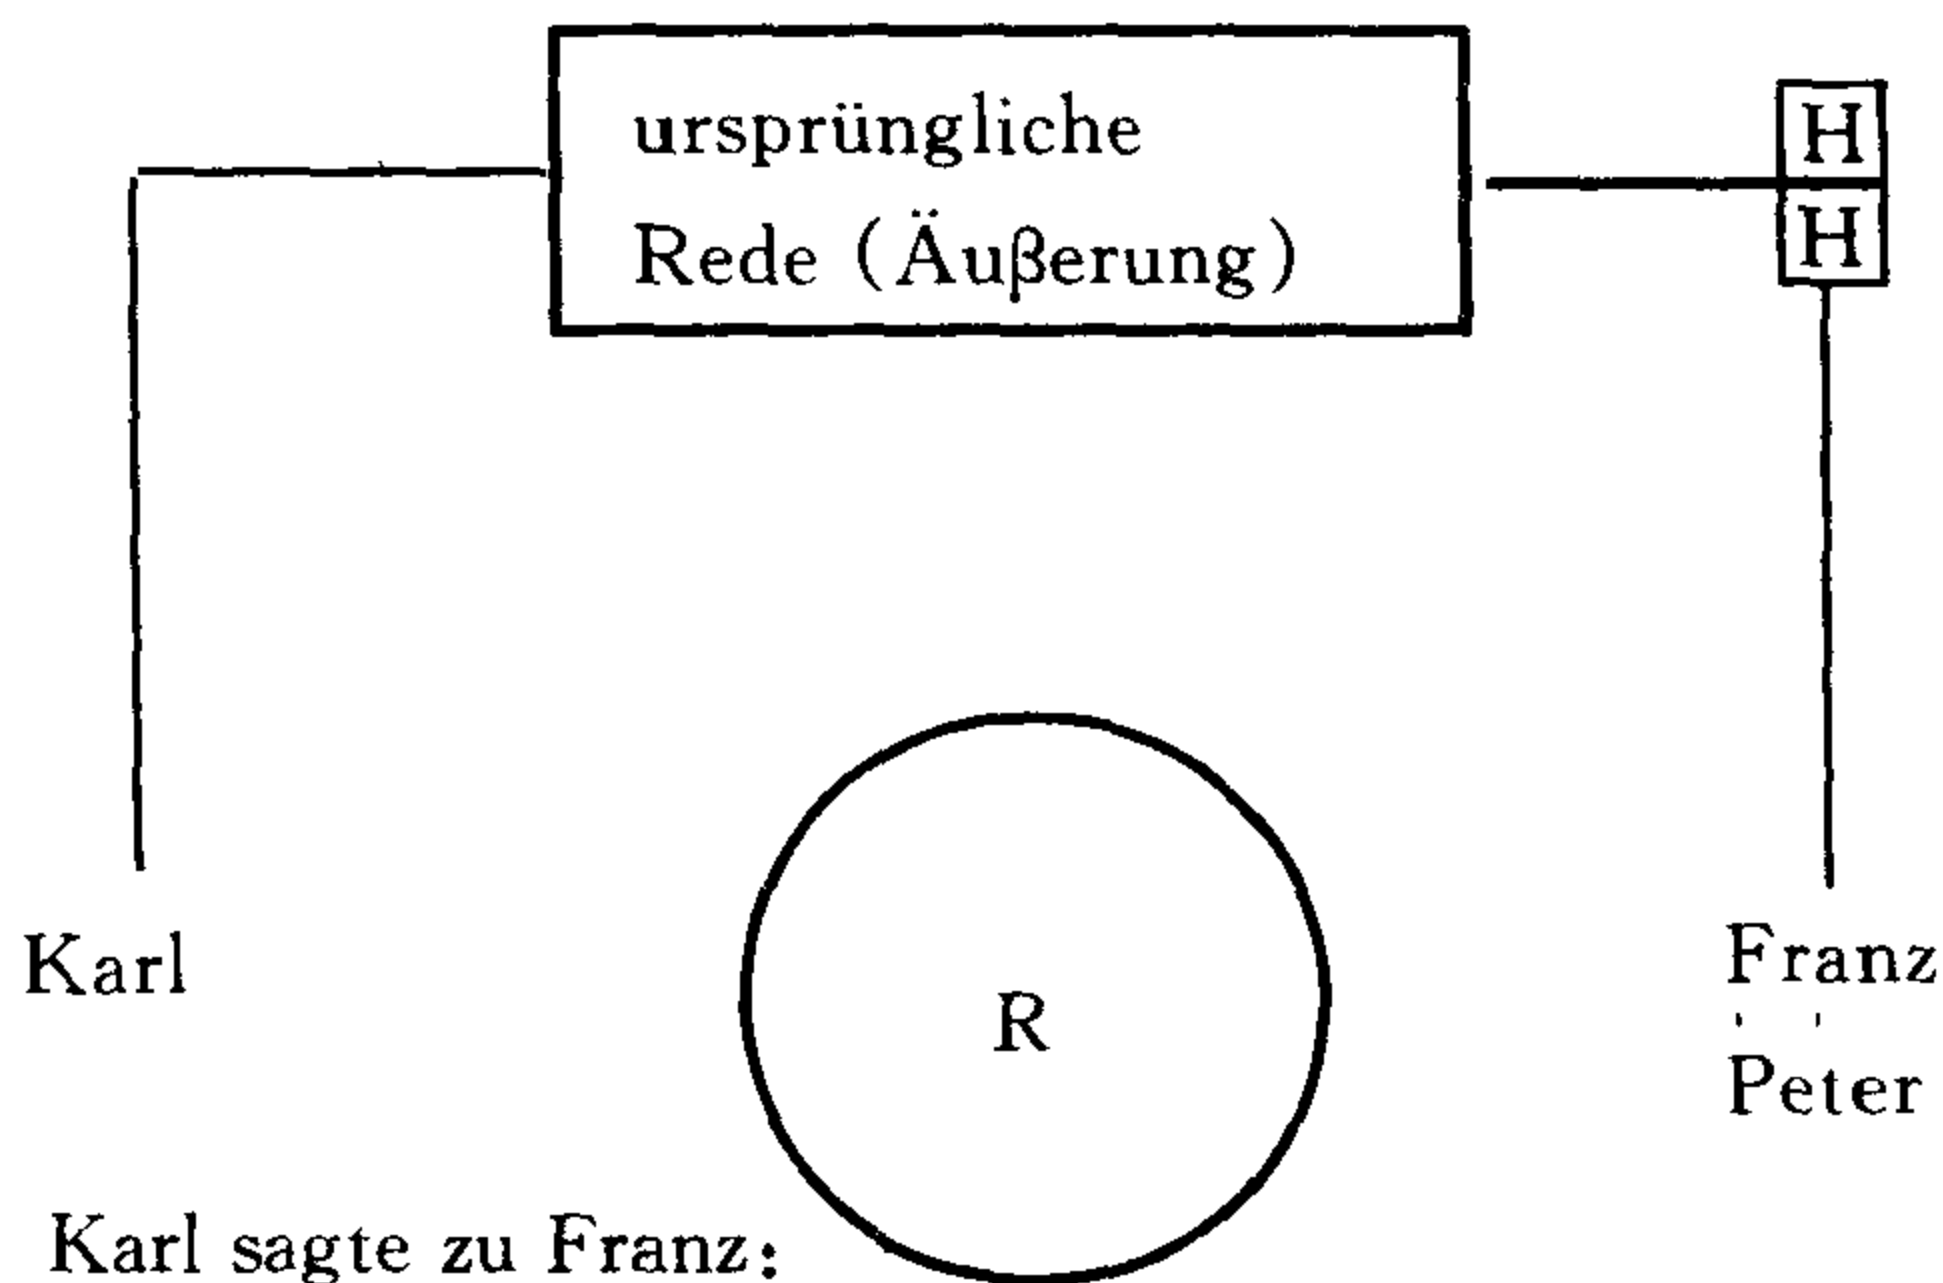 ursprüngliche
Rede (Äußerung)
H
H
Karl
Franz
Peter
R
Karl sagte zu Franz: